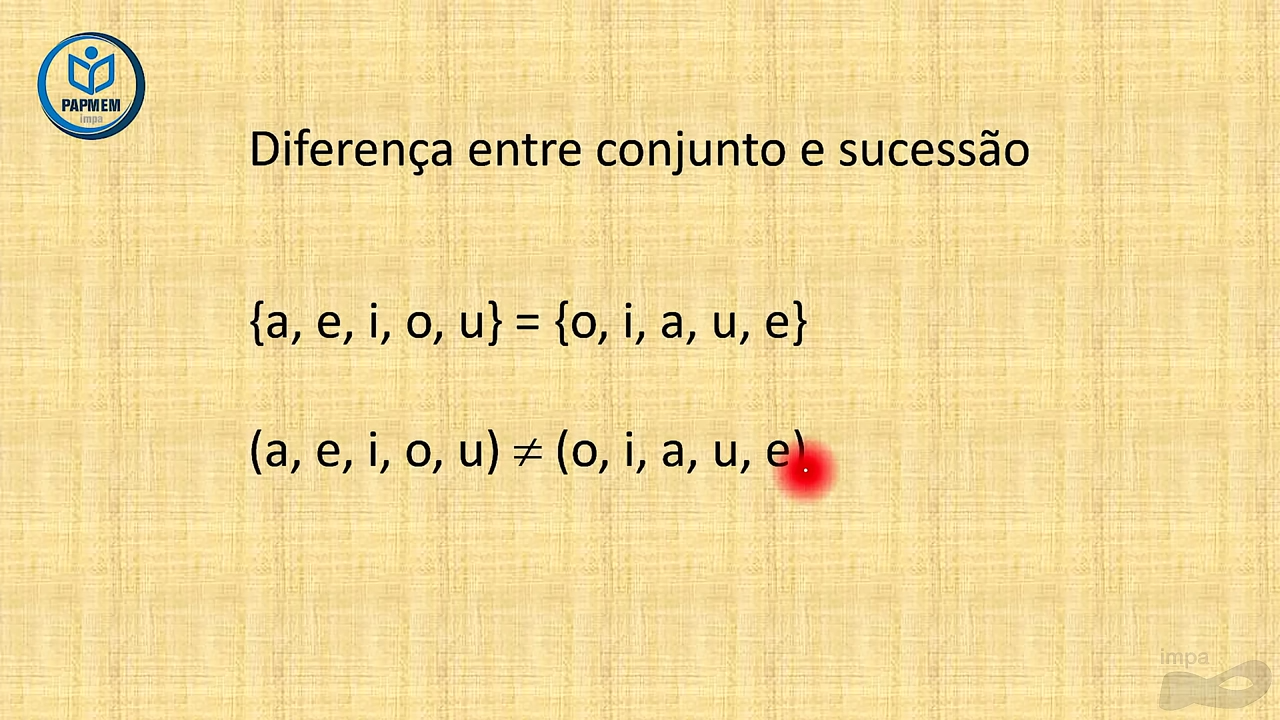 PAPMEM
impa
Diferença entre conjunto e sucessão
{a, e, i, o, u} = {o, i, a, u, e}
(a, e, i, o, u) ≠ (o, i, a, u, e)
impa